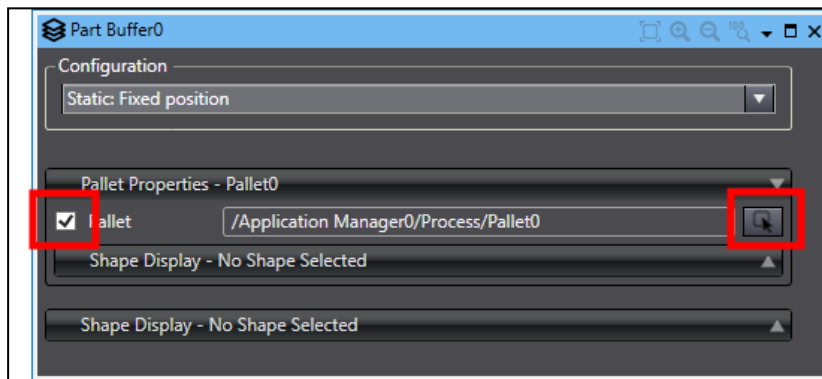 Part Buffer0
Configuration
Static: Fixed position
Pallet Properties - Pallet0
Pallet /Application Manager0/Process/Pallet0
Shape Display - No Shape Selected
Shape Display - No Shape Selected